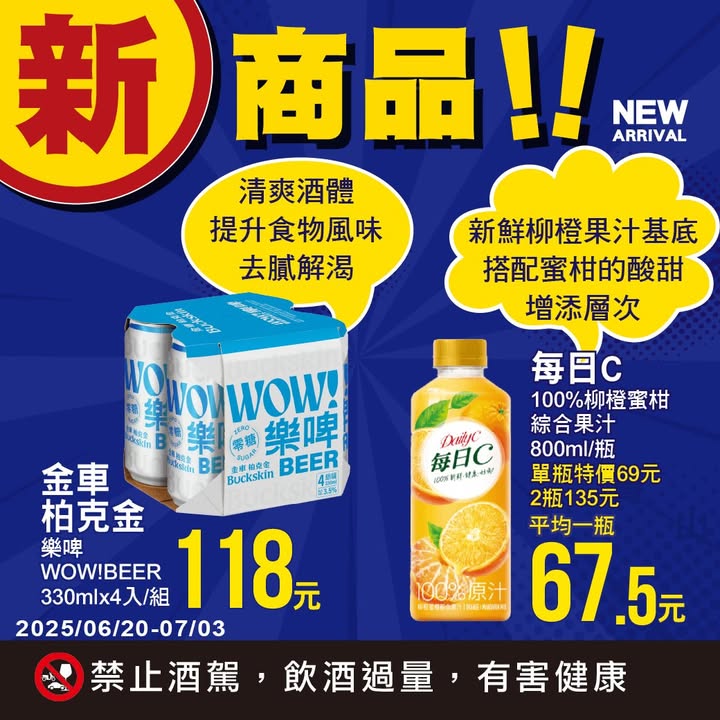 新商品!!
NEW
ARRIVAL
清爽酒體
提升食物風味
去膩解渴
新鮮柳橙果汁基底
搭配蜜柑的酸甜
增添層次
WOW!
零糖
ZERO
SUGAR
樂啤
BEER
金車 柏克金
Buckskin
4
3.5%
金車
柏克金
樂啤
WOW!BEER
330mlx4入/組
118元
2025/06/20-07/03
DailyC
每日C
100%原汁
每日C
100%柳橙蜜柑
綜合果汁
800ml/瓶
單瓶特價69元
2瓶135元
平均一瓶
67.5元
禁止酒駕,飲酒過量,有害健康